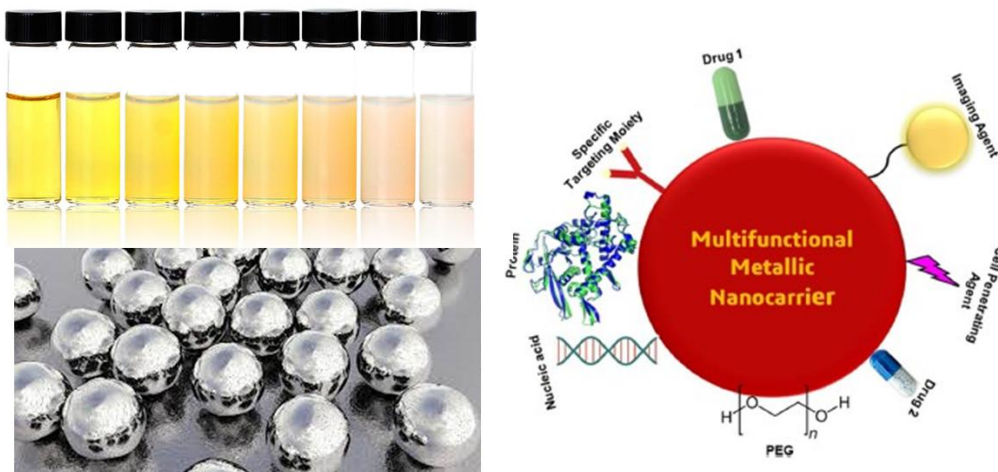 Drug 1
Imaging Agent
Specific
Targeting Moiety
Protein
Multifunctional
Metallic
Nanocarrier
Cell Penetrating
Agent
Nucleic acid
Drug 2
H
O
O
H
n
PEG